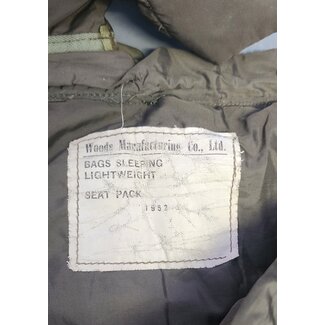 Woods Manufacturing Co., Ltd.
BAGS SLEEPING
LIGHTWEIGHT
SEAT PACK
1952